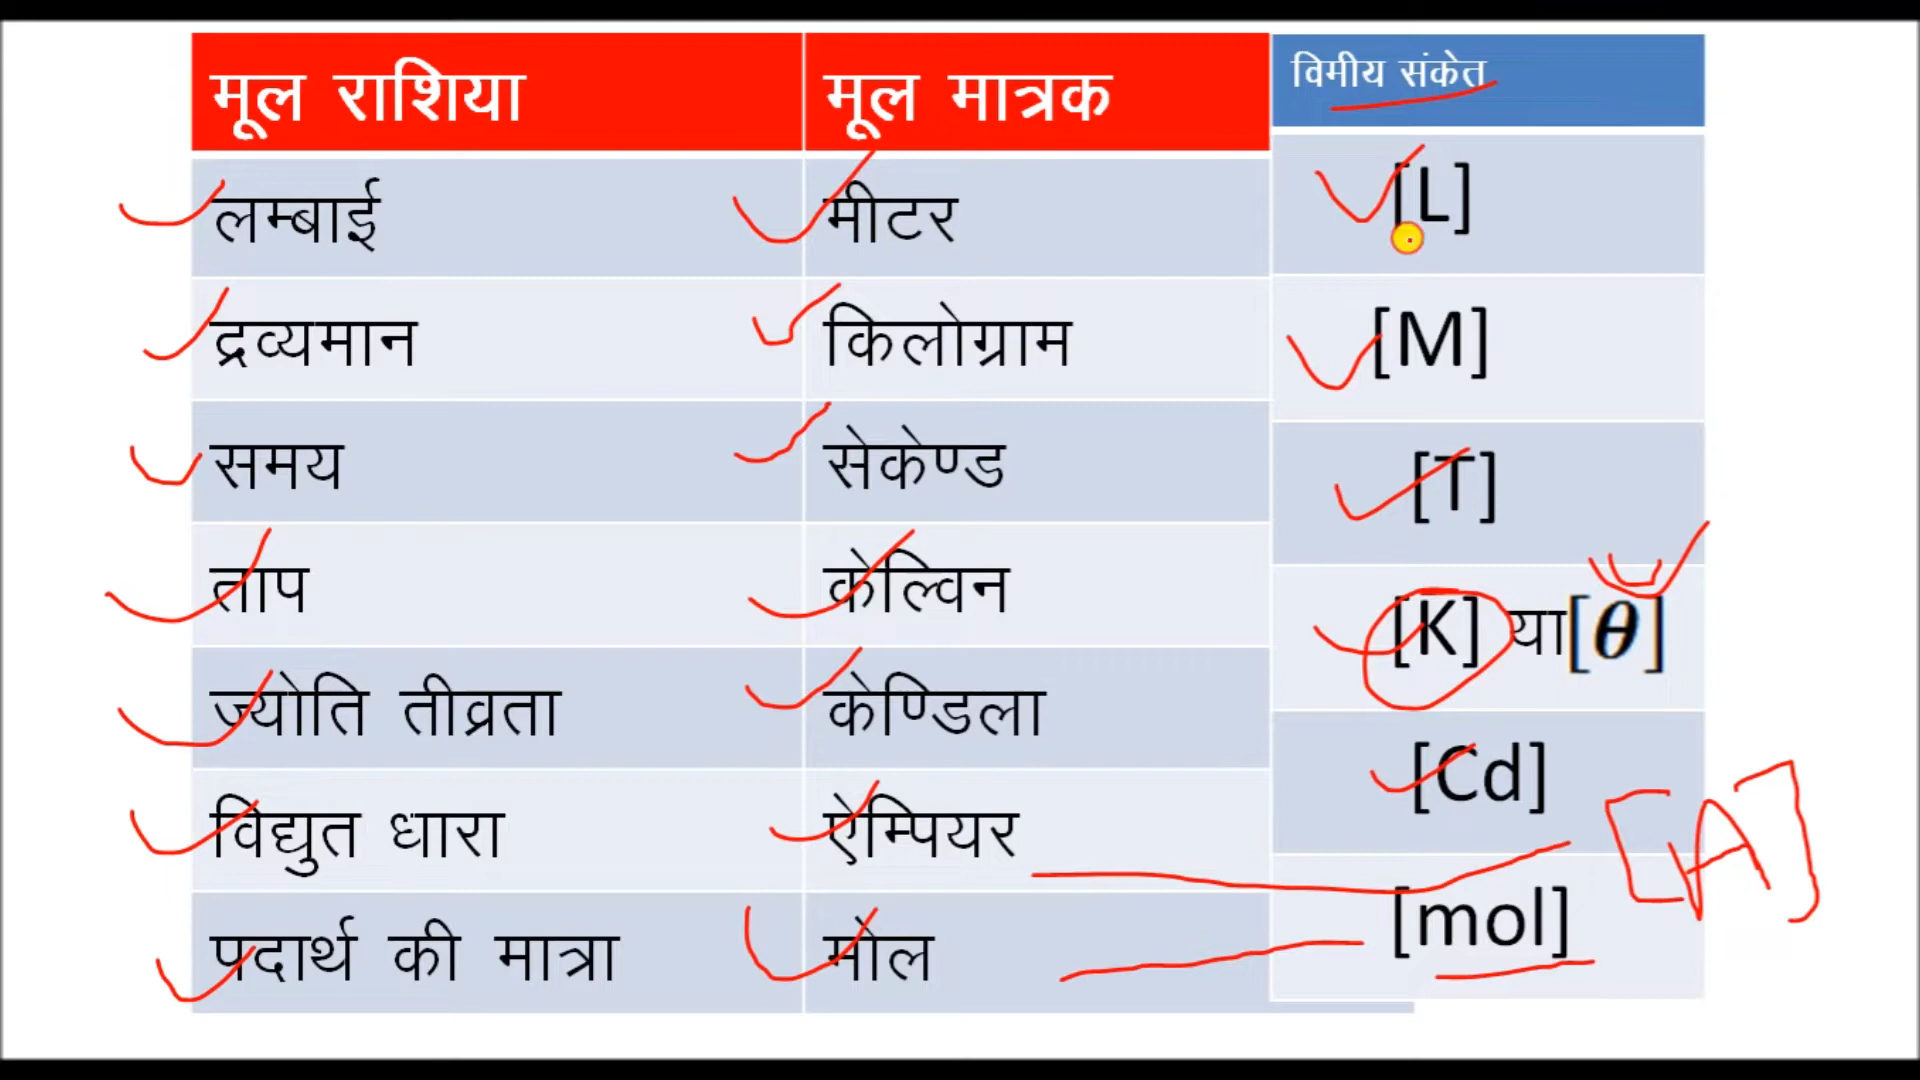 मूल राशिया मूल मात्रक विमीय संकेत
लम्बाई मीटर [L]
द्रव्यमान किलोग्राम [M]
समय सेकेण्ड [T]
ताप केल्विन [K] या [θ]
ज्योति तीव्रता केण्डिला [Cd]
विद्युत धारा ऐम्पियर [A]
पदार्थ की मात्रा मोल [mol]